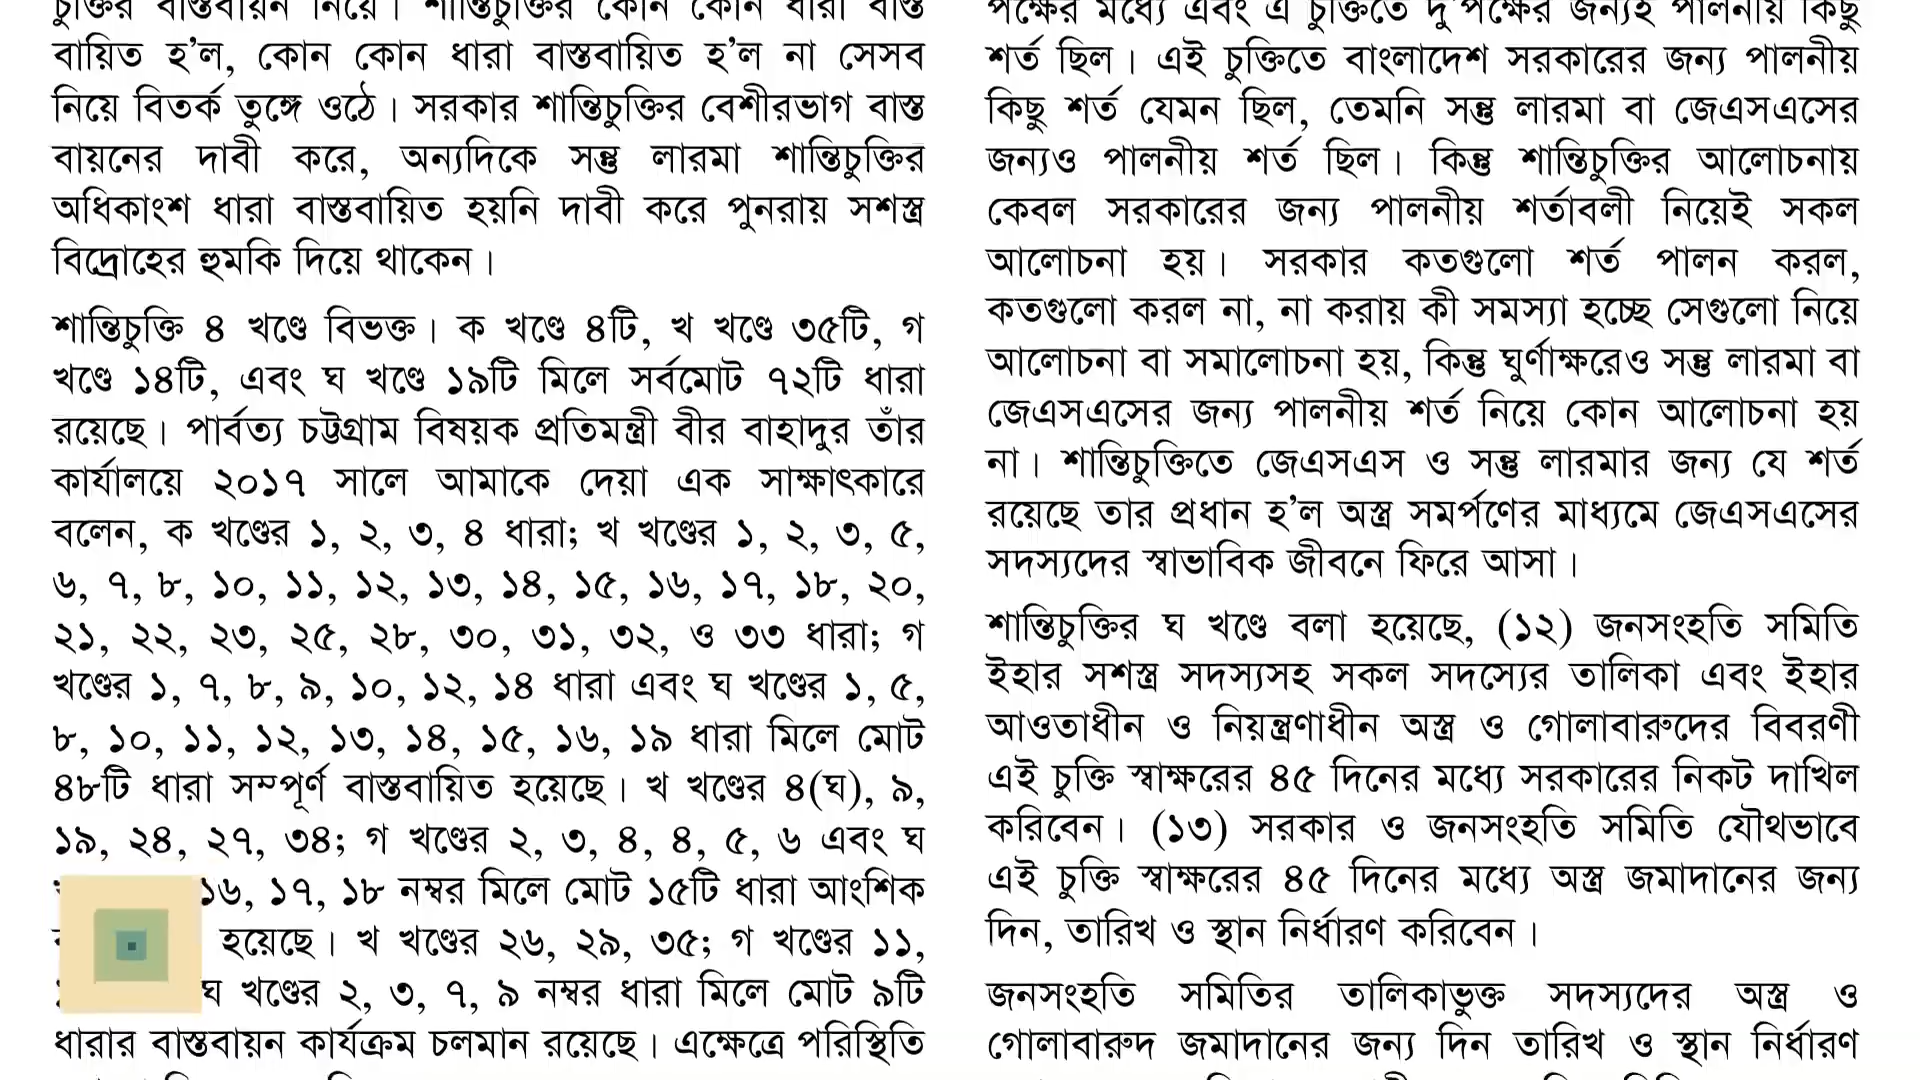 চুক্তির বাস্তবায়ন নিয়ে। শান্তিচুক্তির কোন কোন ধারা বাস্ত
বায়িত হ’ল, কোন কোন ধারা বাস্তবায়িত হ’ল না সেসব
নিয়ে বিতর্ক তুঙ্গে ওঠে। সরকার শান্তিচুক্তির বেশীরভাগ বাস্ত
বায়নের দাবী করে, অন্যদিকে সন্তু লারমা শান্তিচুক্তির
অধিকাংশ ধারা বাস্তবায়িত হয়নি দাবী করে পুনরায় সশস্ত্র
বিদ্রোহের হুমকি দিয়ে থাকেন।
শান্তিচুক্তি ৪ খণ্ডে বিভক্ত। ক খণ্ডে ৪টি, খ খণ্ডে ৩৫টি, গ
খণ্ডে ১৪টি, এবং ঘ খণ্ডে ১৯টি মিলে সর্বমোট ৭২টি ধারা
রয়েছে। পার্বত্য চট্টগ্রাম বিষয়ক প্রতিমন্ত্রী বীর বাহাদুর তাঁর
কার্যালয়ে ২০১৭ সালে আমাকে দেয়া এক সাক্ষাৎকারে
বলেন, ক খণ্ডের ১, ২, ৩, ৪ ধারা; খ খণ্ডের ১, ২, ৩, ৫,
৬, ৭, ৮, ১০, ১১, ১২, ১৩, ১৪, ১৫, ১৬, ১৭, ১৮, ২০,
২১, ২২, ২৩, ২৫, ২৮, ৩০, ৩১, ৩২, ও ৩৩ ধারা; গ
খণ্ডের ১, ৭, ৮, ৯, ১০, ১২, ১৪ ধারা এবং ঘ খণ্ডের ১, ৫,
৮, ১০, ১১, ১২, ১৩, ১৪, ১৫, ১৬, ১৯ ধারা মিলে মোট
৪৮টি ধারা সম্পূর্ণ বাস্তবায়িত হয়েছে। খ খণ্ডের ৪(ঘ), ৯,
১৯, ২৪, ২৭, ৩৪; গ খণ্ডের ২, ৩, ৪, ৪, ৫, ৬ এবং ঘ
১৬, ১৭, ১৮ নম্বর মিলে মোট ১৫টি ধারা আংশিক
হয়েছে। খ খণ্ডের ২৬, ২৯, ৩৫; গ খণ্ডের ১১,
ঘ খণ্ডের ২, ৩, ৭, ৯ নম্বর ধারা মিলে মোট ৯টি
ধারার বাস্তবায়ন কার্যক্রম চলমান রয়েছে। এক্ষেত্রে পরিস্থিতি
পক্ষের মধ্যে এবং এ চুক্তিতে দু’পক্ষের জন্যই পালনীয় কিছু
শর্ত ছিল। এই চুক্তিতে বাংলাদেশ সরকারের জন্য পালনীয়
কিছু শর্ত যেমন ছিল, তেমনি সন্তু লারমা বা জেএসএসের
জন্যও পালনীয় শর্ত ছিল। কিন্তু শান্তিচুক্তির আলোচনায়
কেবল সরকারের জন্য পালনীয় শর্তাবলী নিয়েই সকল
আলোচনা হয়। সরকার কতগুলো শর্ত পালন করল,
কতগুলো করল না, না করায় কী সমস্যা হচ্ছে সেগুলো নিয়ে
আলোচনা বা সমালোচনা হয়, কিন্তু ঘুর্ণাক্ষরেও সন্তু লারমা বা
জেএসএসের জন্য পালনীয় শর্ত নিয়ে কোন আলোচনা হয়
না। শান্তিচুক্তিতে জেএসএস ও সন্তু লারমার জন্য যে শর্ত
রয়েছে তার প্রধান হ’ল অস্ত্র সমর্পণের মাধ্যমে জেএসএসের
সদস্যদের স্বাভাবিক জীবনে ফিরে আসা।
শান্তিচুক্তির ঘ খণ্ডে বলা হয়েছে, (১২) জনসংহতি সমিতি
ইহার সশস্ত্র সদস্যসহ সকল সদস্যের তালিকা এবং ইহার
আওতাধীন ও নিয়ন্ত্রণাধীন অস্ত্র ও গোলাবারুদের বিবরণী
এই চুক্তি স্বাক্ষরের ৪৫ দিনের মধ্যে সরকারের নিকট দাখিল
করিবেন। (১৩) সরকার ও জনসংহতি সমিতি যৌথভাবে
এই চুক্তি স্বাক্ষরের ৪৫ দিনের মধ্যে অস্ত্র জমাদানের জন্য
দিন, তারিখ ও স্থান নির্ধারণ করিবেন।
জনসংহতি সমিতির তালিকাভুক্ত সদস্যদের অস্ত্র ও
গোলাবারুদ জমাদানের জন্য দিন তারিখ ও স্থান নির্ধারণ